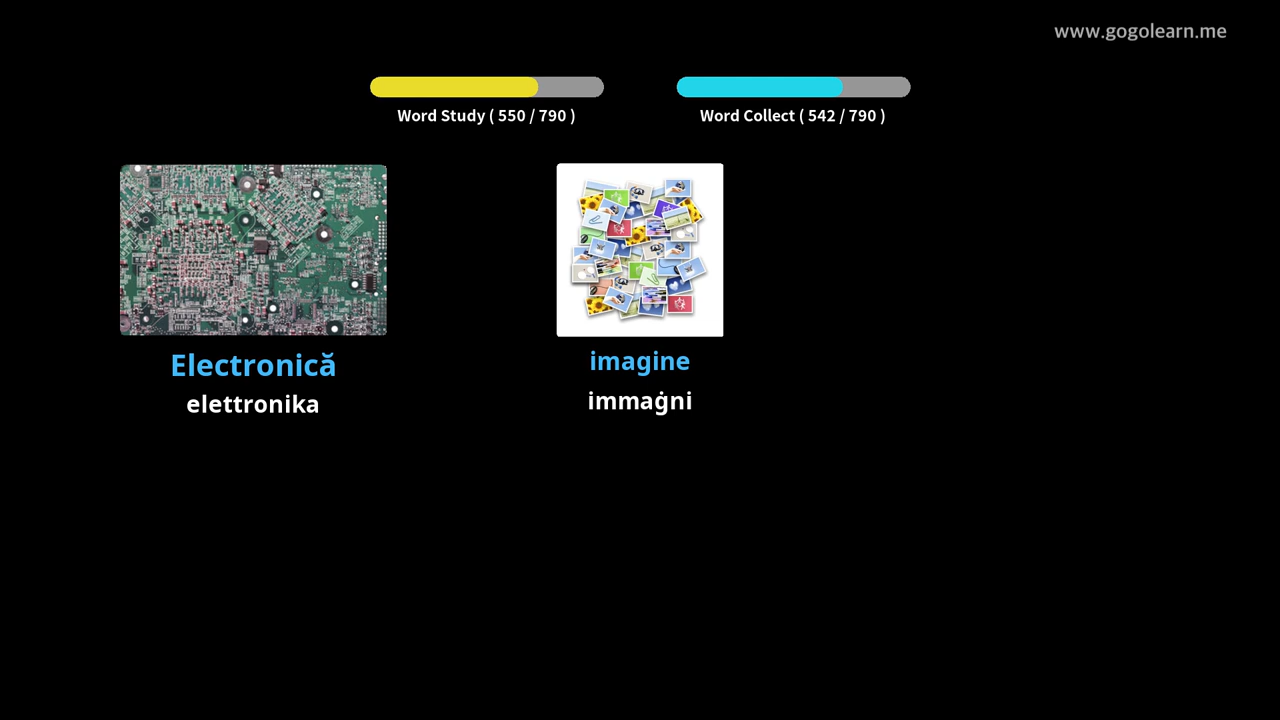 www.gogolearn.me
Word Study ( 550 / 790 )
Word Collect ( 542 / 790 )
Electronică
elettronika
imagine
immaġni